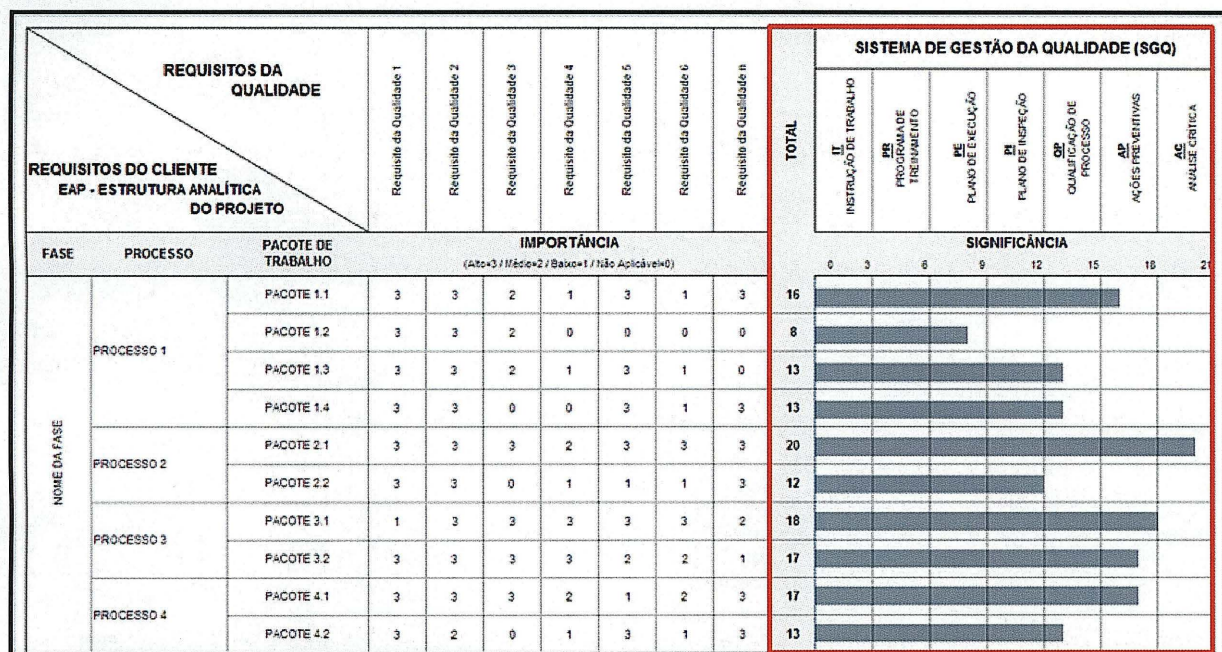 REQUISITOS DA
QUALIDADE
REQUISITOS DO CLIENTE
EAP - ESTRUTURA ANALÍTICA
DO PROJETO
Requisito da Qualidade 1
Requisito da Qualidade 2
Requisito da Qualidade 3
Requisito da Qualidade 4
Requisito da Qualidade 5
Requisito da Qualidade 6
Requisito da Qualidade n
TOTAL
SISTEMA DE GESTÃO DA QUALIDADE (SGQ)
IT
INSTRUÇÃO DE TRABALHO
PR
PROGRAMA DE
TREINAMENTO
PE
PLANO DE EXECUÇÃO
PI
PLANO DE INSPEÇÃO
QP
QUALIFICAÇÃO DE
PROCESSO
AP
AÇÕES PREVENTIVAS
AC
ANÁLISE CRÍTICA
FASE PROCESSO PACOTE DE
TRABALHO
IMPORTÂNCIA
(Alto=3 / Médio=2 / Baixo=1 / Não Aplicável=0)
SIGNIFICÂNCIA
0 3 6 9 12 15 18 21
NOME DA FASE
PROCESSO 1
PACOTE 1.1 3 3 2 1 3 1 3 16
PACOTE 1.2 3 3 2 0 0 0 0 8
PACOTE 1.3 3 3 2 1 3 1 0 13
PACOTE 1.4 3 3 0 0 3 1 3 13
PROCESSO 2
PACOTE 2.1 3 3 3 2 3 3 3 20
PACOTE 2.2 3 3 0 1 1 1 3 12
PROCESSO 3
PACOTE 3.1 1 3 3 3 3 3 2 18
PACOTE 3.2 3 3 3 3 2 2 1 17
PROCESSO 4
PACOTE 4.1 3 3 3 2 1 2 3 17
PACOTE 4.2 3 2 0 1 3 1 3 13